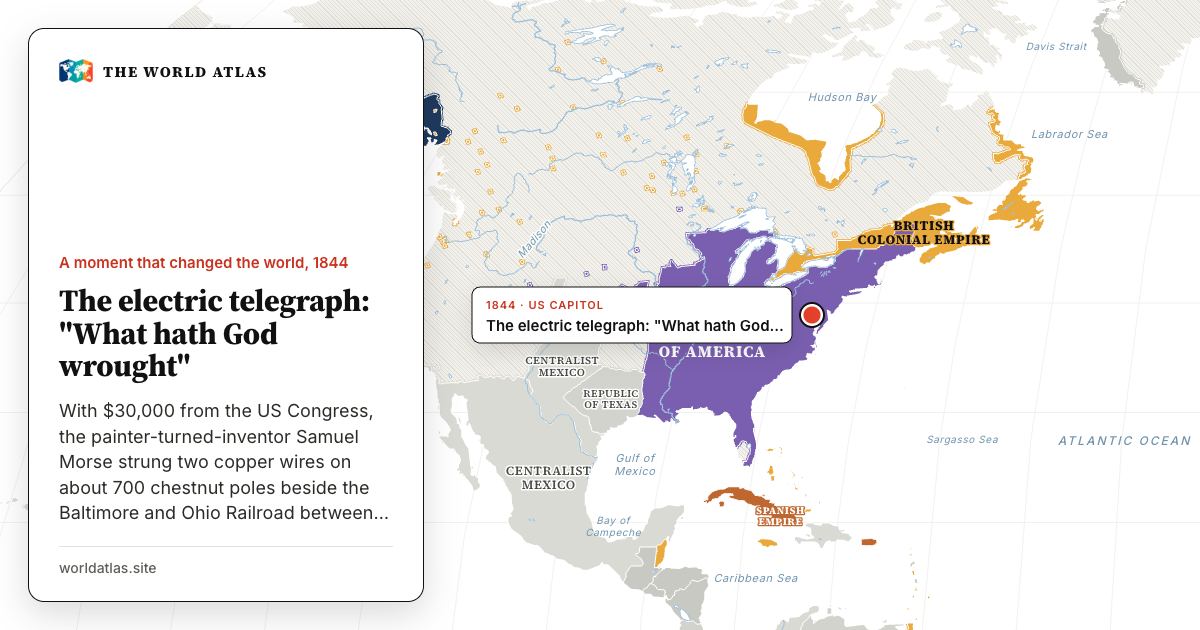 THE WORLD ATLAS
A moment that changed the world, 1844
The electric telegraph:
"What hath God
wrought"
With $30,000 from the US Congress,
the painter-turned-inventor Samuel
Morse strung two copper wires on
about 700 chestnut poles beside the
Baltimore and Ohio Railroad between...
worldatlas.site
Davis Strait
Hudson Bay
Labrador Sea
BRITISH
COLONIAL EMPIRE
Madison
1844 · US CAPITOL
The electric telegraph: "What hath God...
OF AMERICA
CENTRALIST
MEXICO
REPUBLIC
OF TEXAS
Sargasso Sea
ATLANTIC OCEAN
Gulf of
Mexico
CENTRALIST
MEXICO
SPANISH
EMPIRE
Bay of
Campeche
Caribbean Sea